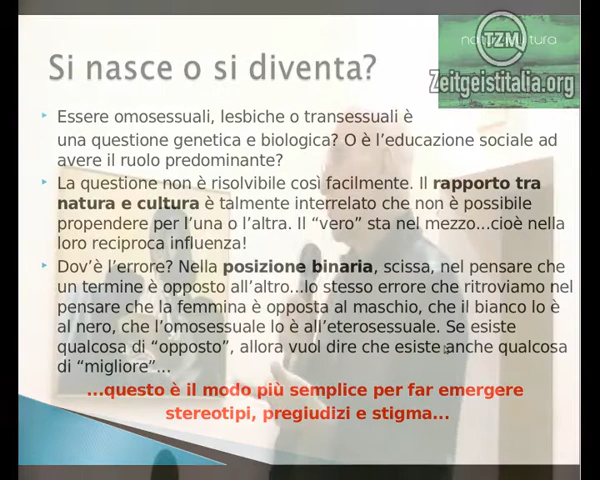 TZM
Zeitgeistitalia.org
Si nasce o si diventa?
Essere omosessuali, lesbiche o transessuali è
una questione genetica e biologica? O è l'educazione sociale ad
avere il ruolo predominante?
La questione non è risolvibile così facilmente. Il rapporto tra
natura e cultura è talmente interrelato che non è possibile
propendere per l'una o l'altra. Il "vero" sta nel mezzo...cioè nella
loro reciproca influenza!
Dov'è l'errore? Nella posizione binaria, scissa, nel pensare che
un termine è opposto all'altro...lo stesso errore che ritroviamo nel
pensare che la femmina è opposta al maschio, che il bianco lo è
al nero, che l'omosessuale lo è all'eterosessuale. Se esiste
qualcosa di "opposto", allora vuol dire che esiste anche qualcosa
di "migliore"...
...questo è il modo più semplice per far emergere
stereotipi, pregiudizi e stigma...